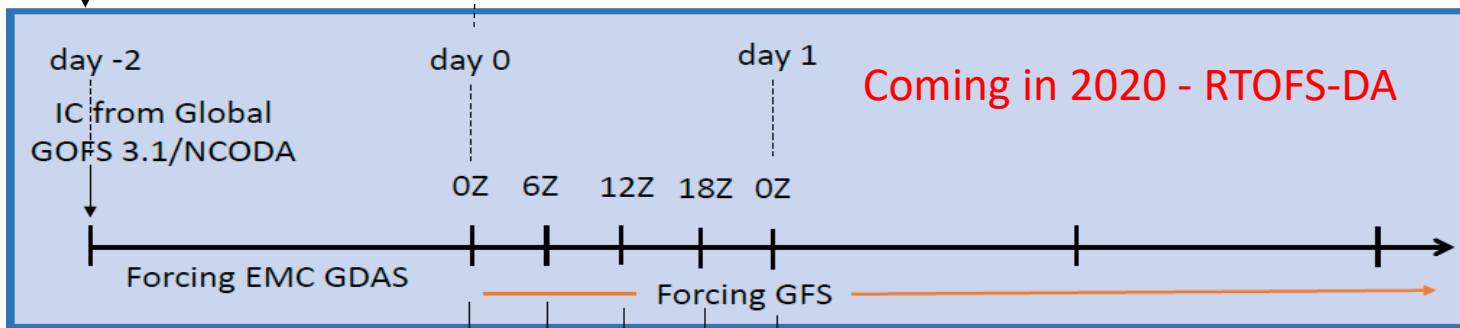 day -2
day 0
day 1
Coming in 2020 - RTOFS-DA
IC from Global
GOFS 3.1/NCODA
0Z 6Z 12Z 18Z 0Z
Forcing EMC GDAS
Forcing GFS